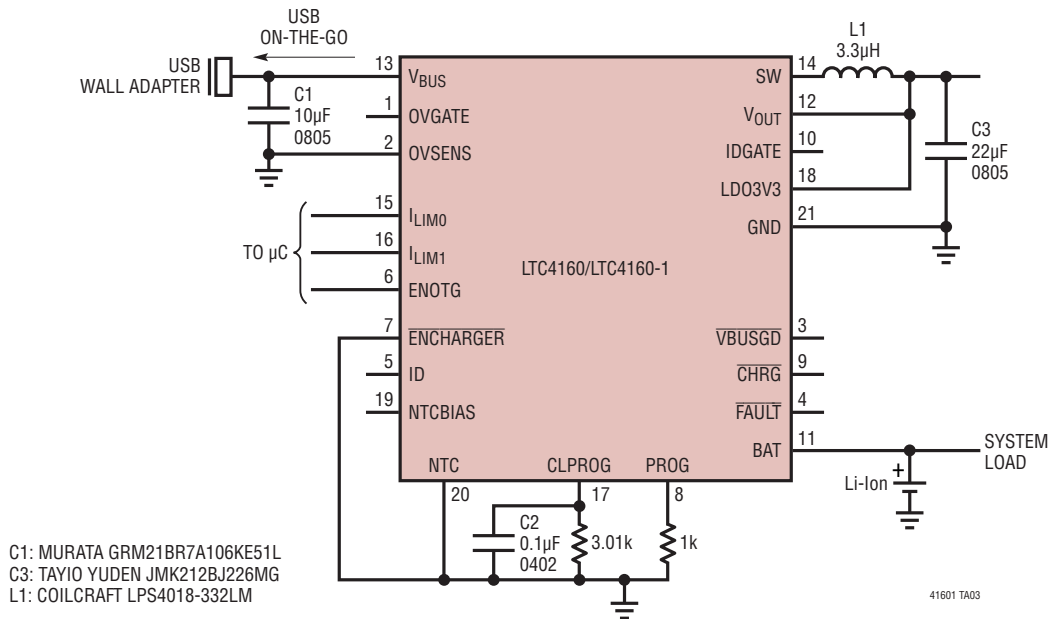 USB
ON-THE-GO
USB
WALL ADAPTER
C1
10µF
0805
13
VBUS
1
OVGATE
2
OVSENS
TO µC
15
ILIM0
16
ILIM1
6
ENOTG
7
ENCHARGER
5
ID
19
NTCBIAS
LTC4160/LTC4160-1
L1
3.3µH
SW
14
VOUT
12
IDGATE
10
LDO3V3
18
GND
21
C3
22µF
0805
VBUSGD
3
CHRG
9
FAULT
4
BAT
11
SYSTEM
LOAD
Li-Ion
+
NTC
CLPROG
PROG
20
17
8
C2
0.1µF
0402
3.01k
1k
C1: MURATA GRM21BR7A106KE51L
C3: TAYIO YUDEN JMK212BJ226MG
L1: COILCRAFT LPS4018-332LM
41601 TA03